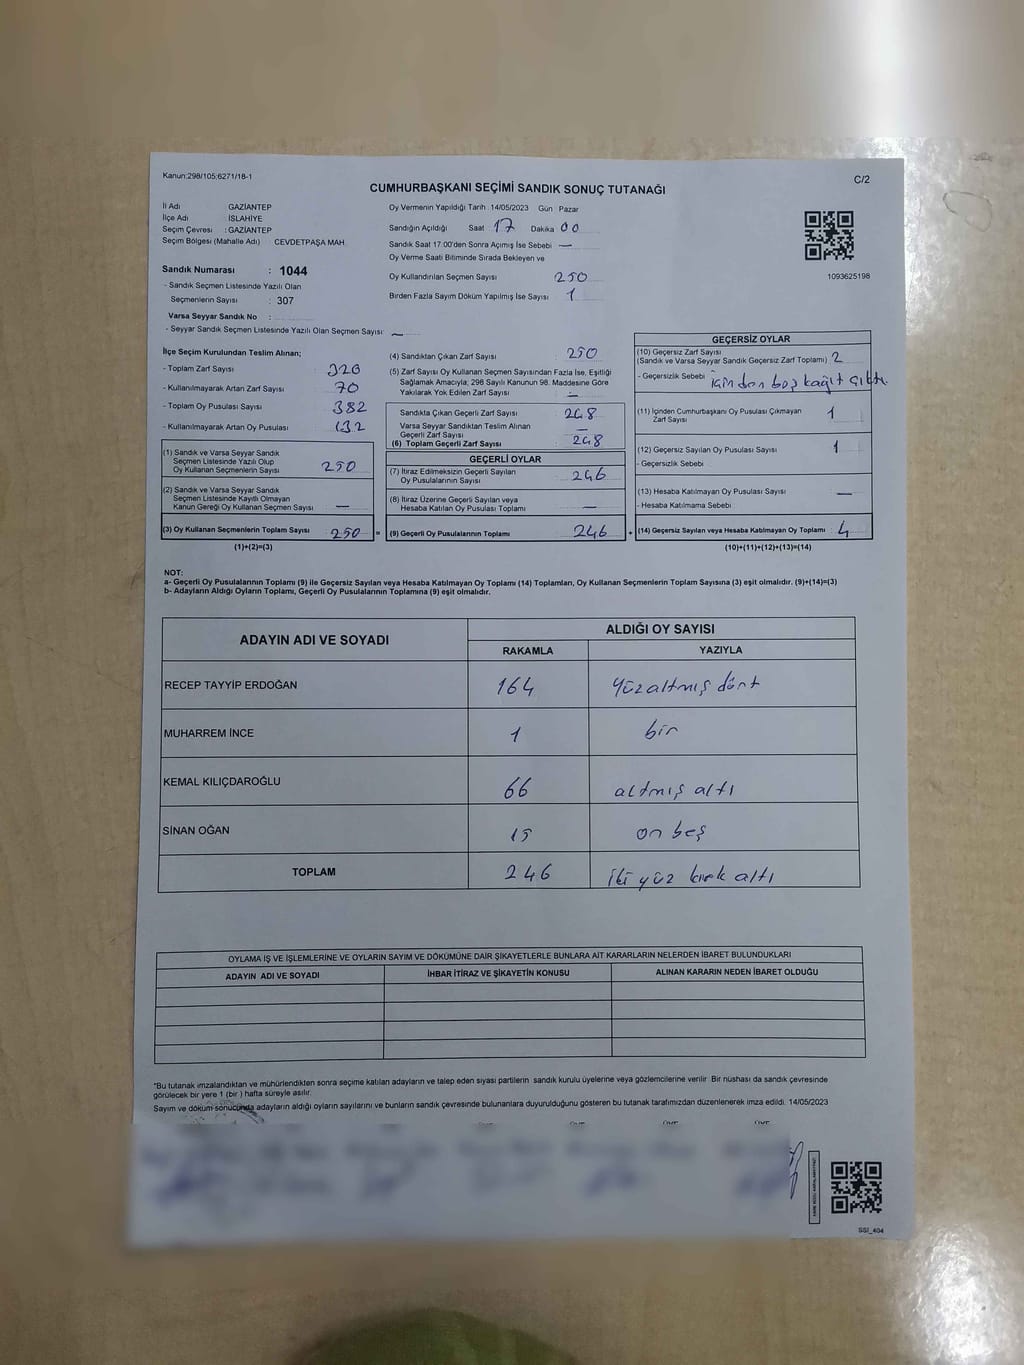 Kanun:298/105;6271/18-1
C/2
CUMHURBAŞKANI SEÇİMİ SANDIK SONUÇ TUTANAĞI
İl Adı GAZİANTEP
İlçe Adı İSLAHİYE
Seçim Çevresi : GAZİANTEP
Seçim Bölgesi (Mahalle Adı) CEVDETPAŞA MAH.
Sandık Numarası : 1044
- Sandık Seçmen Listesinde Yazılı Olan
Seçmenlerin Sayısı : 307
Varsa Seyyar Sandık No :
- Seyyar Sandık Seçmen Listesinde Yazılı Olan Seçmen Sayısı: —
Oy Vermenin Yapıldığı Tarih :14/05/2023 Gün : Pazar
Sandığın Açıldığı Saat : 17 Dakika 00
Sandık Saat 17:00'den Sonra Açımış İse Sebebi —
Oy Verme Saati Bitiminde Sırada Bekleyen ve
Oy Kullandırılan Seçmen Sayısı 250
Birden Fazla Sayım Döküm Yapılmış İse Sayısı 1
1093625198
İlçe Seçim Kurulundan Teslim Alınan;
- Toplam Zarf Sayısı : 320
- Kullanılmayarak Artan Zarf Sayısı : 70
- Toplam Oy Pusulası Sayısı : 382
- Kullanılmayarak Artan Oy Pusulası : 132
(1) Sandık ve Varsa Seyyar Sandık
Seçmen Listesinde Yazılı Olup
Oy Kullanan Seçmenlerin Sayısı : 250
(2) Sandık ve Varsa Seyyar Sandık
Seçmen Listesinde Kayıtlı Olmayan
Kanun Gereği Oy Kullanan Seçmen Sayısı : —
(3) Oy Kullanan Seçmenlerin Toplam Sayısı : 250
(1)+(2)=(3)
(4) Sandıktan Çıkan Zarf Sayısı : 250
(5) Zarf Sayısı Oy Kullanan Seçmen Sayısından Fazla İse, Eşitliği
Sağlamak Amacıyla, 298 Sayılı Kanunun 98. Maddesine Göre
Yakılarak Yok Edilen Zarf Sayısı : —
Sandıkta Çıkan Geçerli Zarf Sayısı : 248
Varsa Seyyar Sandıktan Teslim Alınan
Geçerli Zarf Sayısı : —
(6) Toplam Geçerli Zarf Sayısı : 248
GEÇERLİ OYLAR
(7) İtiraz Edilmeksizin Geçerli Sayılan
Oy Pusulalarının Sayısı : 246
(8) İtiraz Üzerine Geçerli Sayılan veya
Hesaba Katılan Oy Pusulası Toplamı : —
= (9) Geçerli Oy Pusulalarının Toplamı : 246
GEÇERSİZ OYLAR
(10) Geçersiz Zarf Sayısı
(Sandık ve Varsa Seyyar Sandık Geçersiz Zarf Toplamı) 2
- Geçersizlik Sebebi : içinden boş kağıt çıktı.
(11) İçinden Cumhurbaşkanı Oy Pusulası Çıkmayan
Zarf Sayısı : 1
(12) Geçersiz Sayılan Oy Pusulası Sayısı : 1
- Geçersizlik Sebebi
(13) Hesaba Katılmayan Oy Pusulası Sayısı : —
- Hesaba Katılmama Sebebi
+ (14) Geçersiz Sayılan veya Hesaba Katılmayan Oy Toplamı : 4
(10)+(11)+(12)+(13)=(14)
NOT:
a- Geçerli Oy Pusulalarının Toplamı (9) ile Geçersiz Sayılan veya Hesaba Katılmayan Oy Toplamı (14) Toplamları, Oy Kullanan Seçmenlerin Toplam Sayısına (3) eşit olmalıdır. (9)+(14)=(3)
b- Adayların Aldığı Oyların Toplamı, Geçerli Oy Pusulalarının Toplamına (9) eşit olmalıdır.
ADAYIN ADI VE SOYADI ALDIĞI OY SAYISI
RAKAMLA YAZIYLA
RECEP TAYYİP ERDOĞAN 164 Yüzaltmış dört
MUHARREM İNCE 1 bir
KEMAL KILIÇDAROĞLU 66 altmış altı
SİNAN OĞAN 15 on beş
TOPLAM 246 iki yüz kırk altı
OYLAMA İŞ VE İŞLEMLERİNE VE OYLARIN SAYIM VE DÖKÜMÜNE DAİR ŞİKAYETLERLE BUNLARA AİT KARARLARIN NELERDEN İBARET BULUNDUKLARI
ADAYIN ADI VE SOYADI İHBAR İTİRAZ VE ŞİKAYETİN KONUSU ALINAN KARARIN NEDEN İBARET OLDUĞU
*Bu tutanak imzalandıktan ve mühürlendikten sonra seçime katılan adayların ve talep eden siyasi partilerin sandık kurulu üyelerine veya gözlemcilerine verilir. Bir nüshası da sandık çevresinde
görülecek bir yere 1 (bir ) hafta süreyle asılır.
Sayım ve döküm sonucunda adayların aldığı oyların sayılarını ve bunların sandık çevresinde bulunanlara duyurulduğunu gösteren bu tutanak tarafımızdan düzenlenerek imza edildi. 14/05/2023
SSI_404